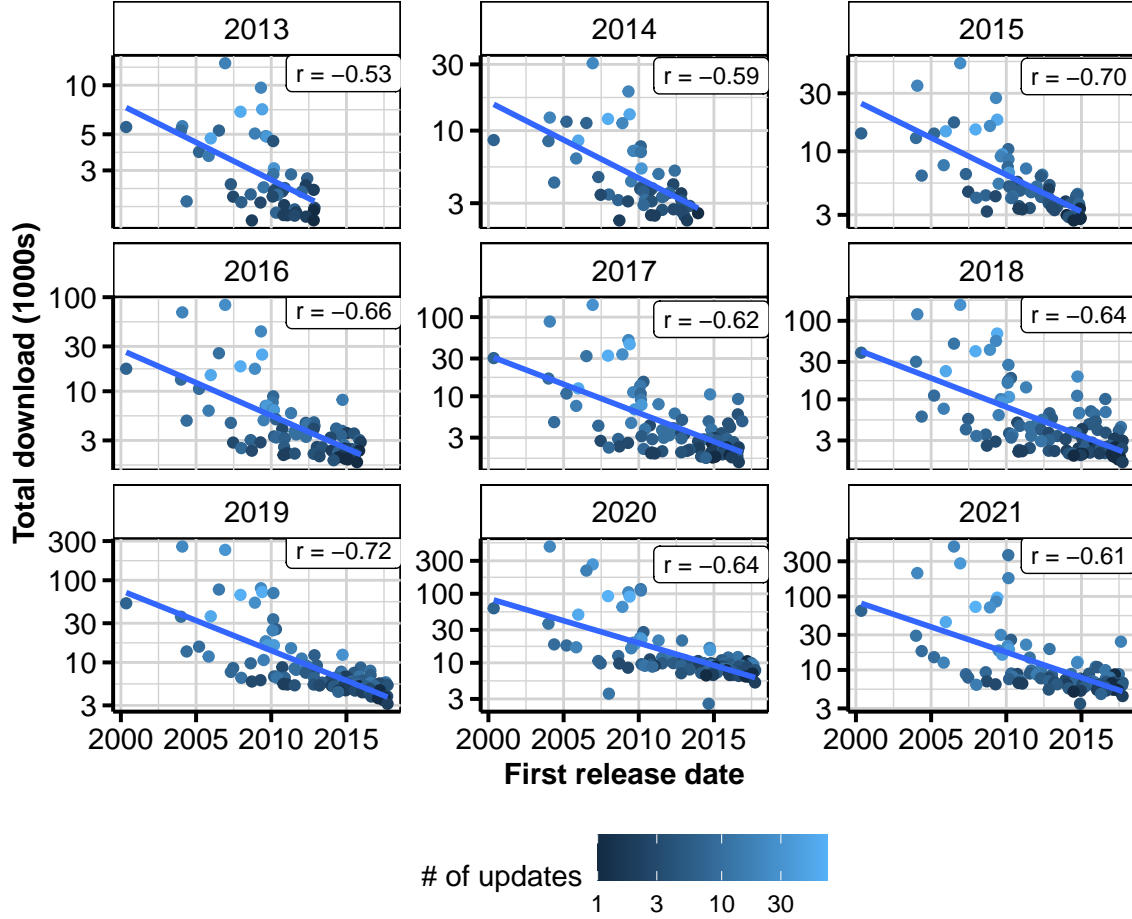 2013 2014 2015
r = −0.53 r = −0.59 r = −0.70
10 5 3
30 10 3
30 10 3
2016 2017 2018
r = −0.66 r = −0.62 r = −0.64
100 30 10 3
100 30 10 3
100 30 10 3
2019 2020 2021
r = −0.72 r = −0.64 r = −0.61
300 100 30 10 3
300 100 30 10 3
300 100 30 10 3
2000 2005 2010 2015 2000 2005 2010 2015 2000 2005 2010 2015
Total download (1000s)
First release date
# of updates
1 3 10 30